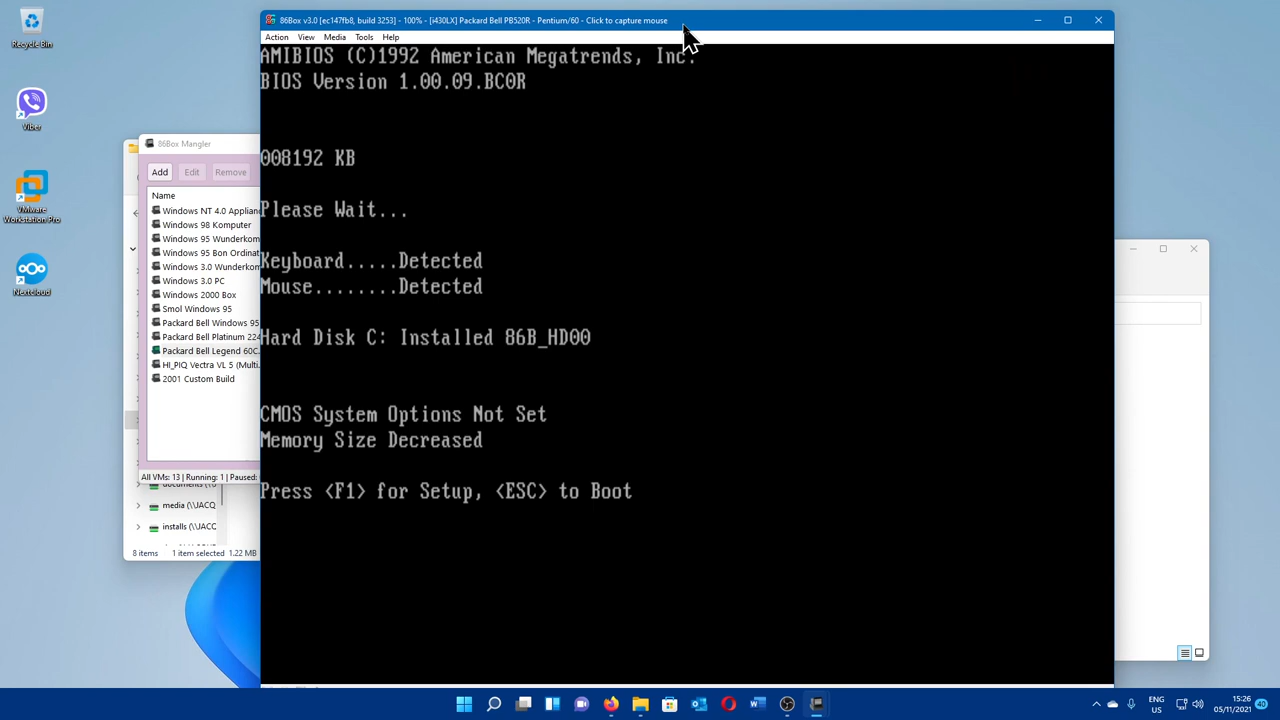 Recycle Bin
Viber
VMware
Workstation Pro
Nextcloud
86Box Mangler
Add
Edit
Remove
Name
Windows NT 4.0 Applian
Windows 98 Komputer
Windows 95 Wunderkom
Windows 95 Bon Ordinat
Windows 3.0 Wunderkom
Windows 3.0 PC
Windows 2000 Box
Smol Windows 95
Packard Bell Windows 95
Packard Bell Platinum 224
Packard Bell Legend 60C
HI_PIQ Vectra VL 5 (Multi
2001 Custom Build
All VMs: 13 | Running: 1 | Paused:
documents (\\JACQ
media (\\JACQ
installs (\\JACQ
8 items
1 item selected
1.22 MB
86Box v3.0 [ec147fb8, build 3253] - 100% - [i430LX] Packard Bell PB520R - Pentium/60 - Click to capture mouse
Action
View
Media
Tools
Help
AMIBIOS (C)1992 American Megatrends, Inc.
BIOS Version 1.00.09.BC0R
008192 KB
Please Wait...
Keyboard.....Detected
Mouse........Detected
Hard Disk C: Installed 86B_HD00
CMOS System Options Not Set
Memory Size Decreased
Press <F1> for Setup, <ESC> to Boot
ENG
US
15:26
05/11/2021